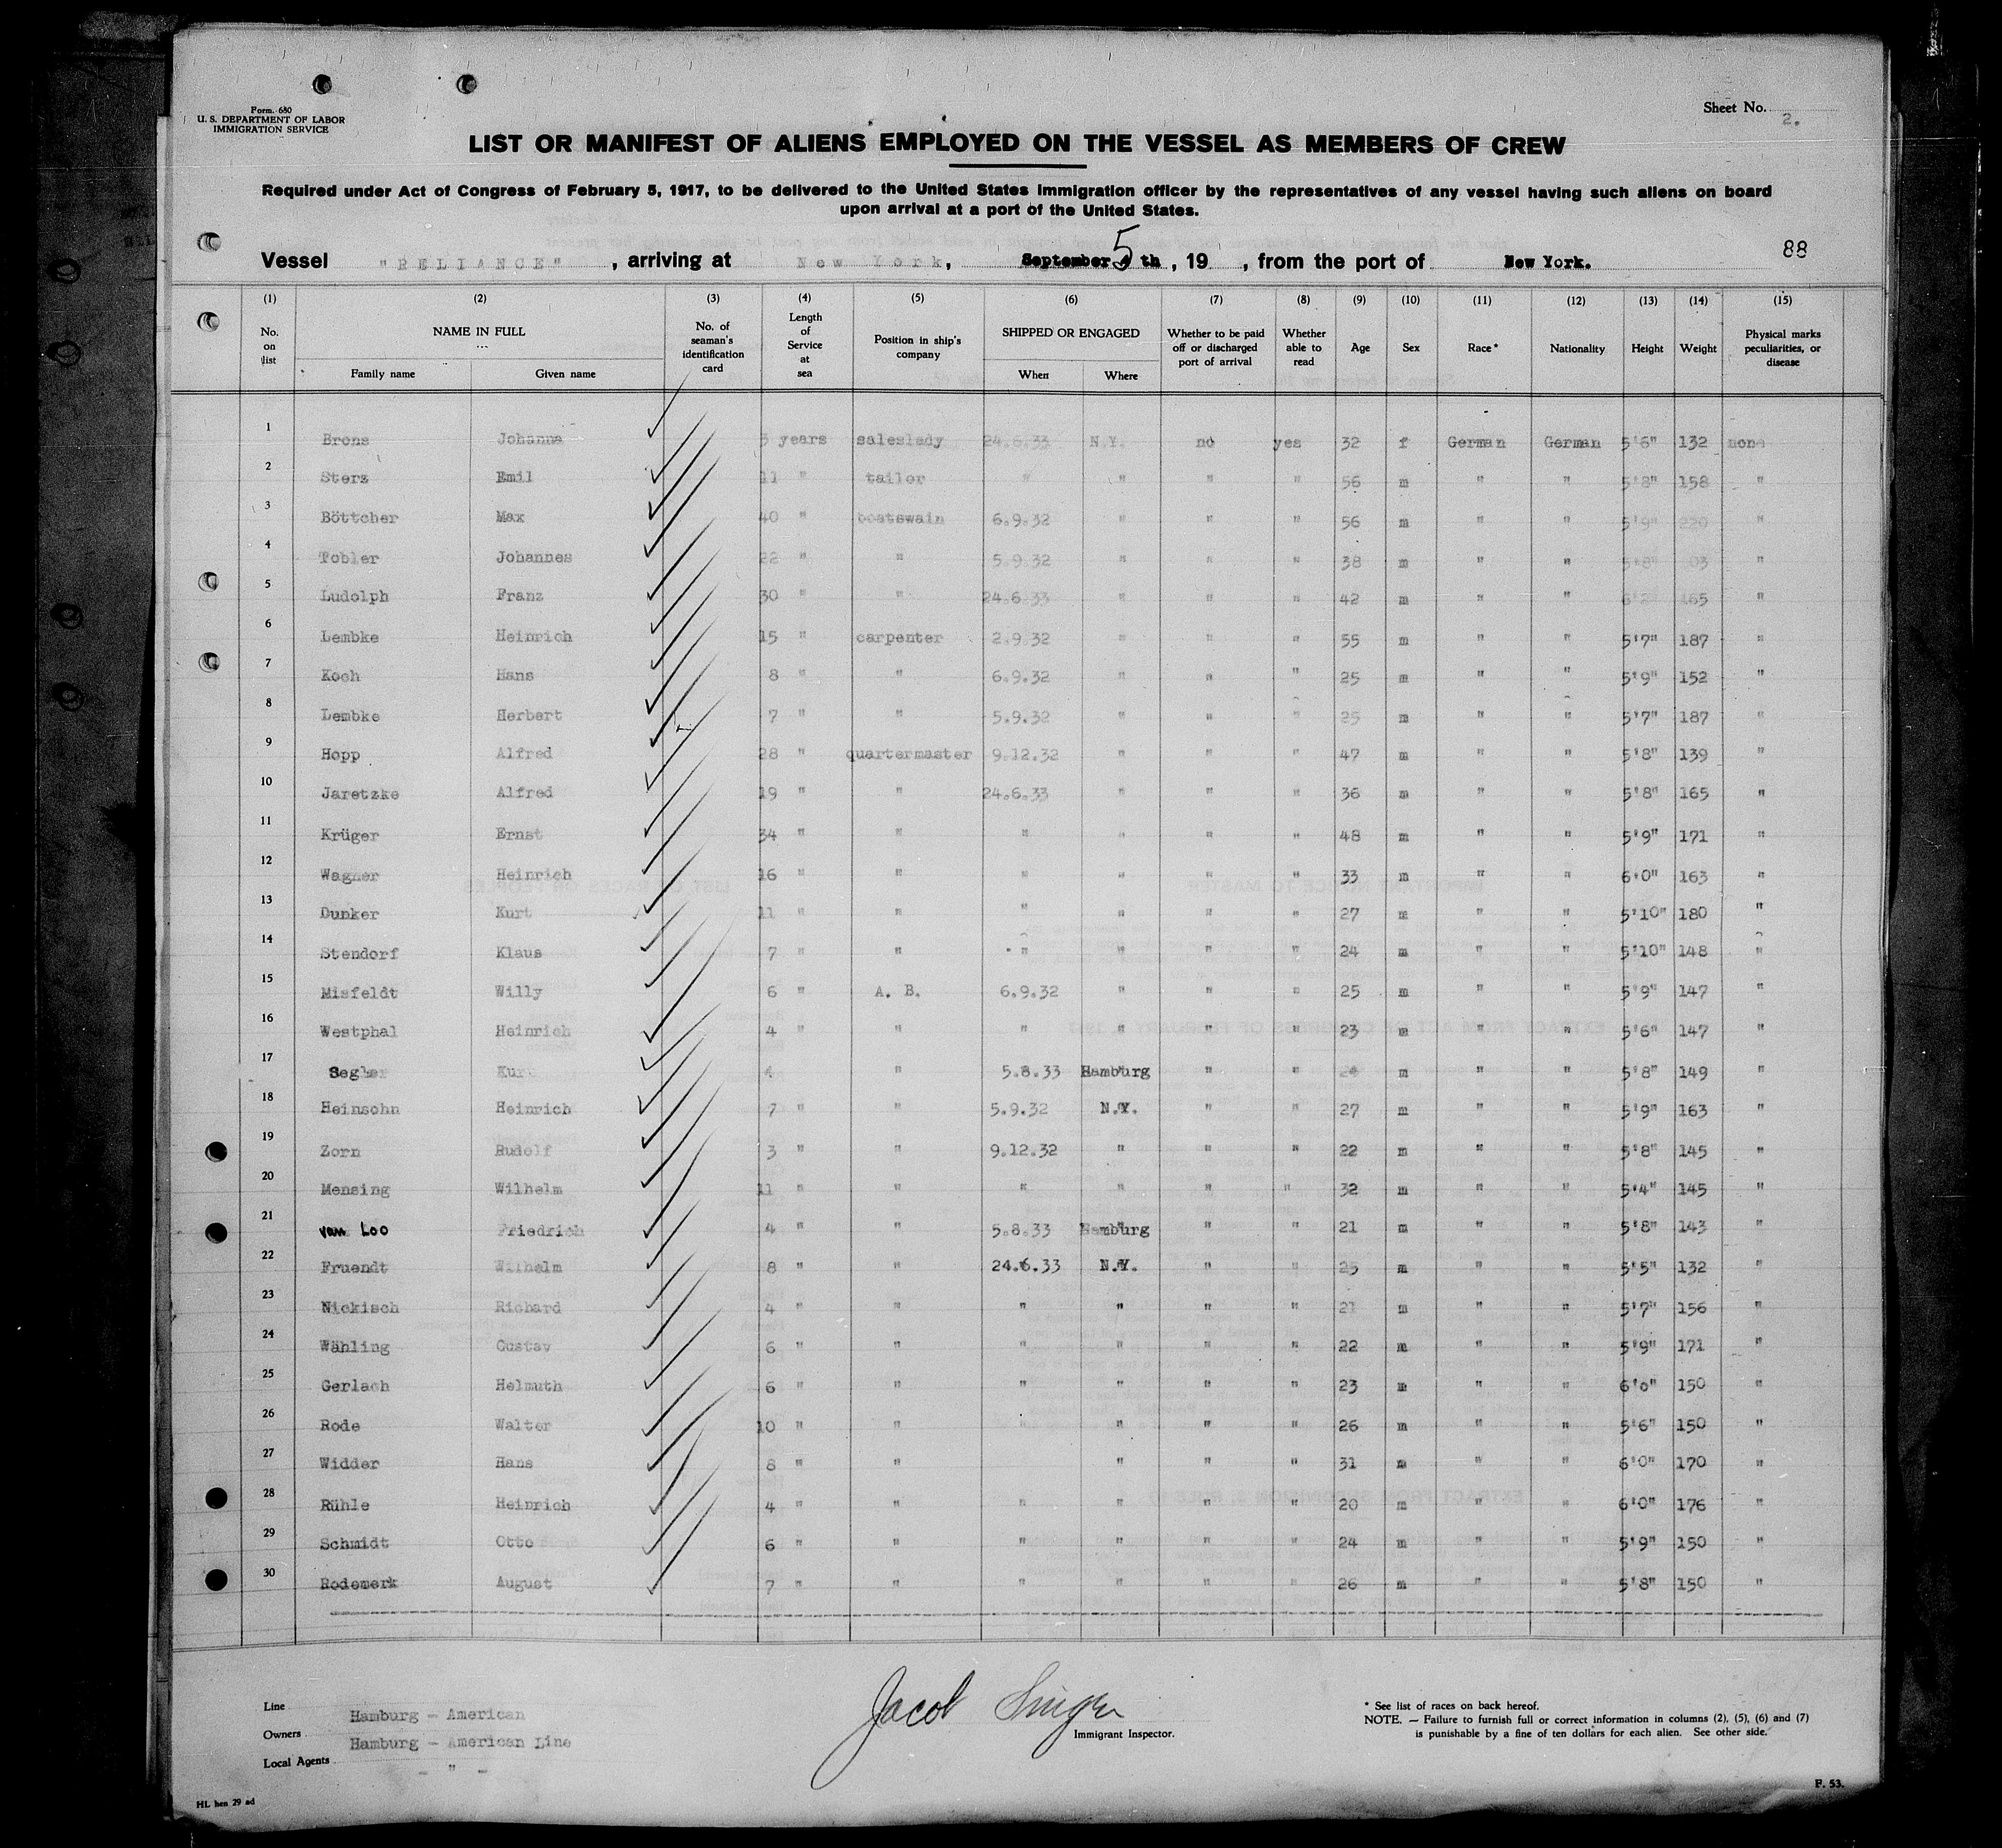 Form. 680
U. S. DEPARTMENT OF LABOR
IMMIGRATION SERVICE
Sheet No. 2.
LIST OR MANIFEST OF ALIENS EMPLOYED ON THE VESSEL AS MEMBERS OF CREW
Required under Act of Congress of February 5, 1917, to be delivered to the United States immigration officer by the representatives of any vessel having such aliens on board
upon arrival at a port of the United States.
88
Vessel "RELIANCE", arriving at New York, September 5 th, 19 , from the port of New York.
(1) (2) (3) (4) (5) (6) (7) (8) (9) (10) (11) (12) (13) (14) (15)
No. on list NAME IN FULL Family name Given name No. of seaman's identification card Length of Service at sea Position in ship's company SHIPPED OR ENGAGED When Where Whether to be paid off or discharged port of arrival Whether able to read Age Sex Race* Nationality Height Weight Physical marks peculiarities, or disease
1 Brons Johanna 3 years saleslady 24.6.33 N.Y. no yes 32 f German German 5'6" 132 none
2 Sterz Emil 11 " tailor " " " " 56 m " " 5'8" 158 "
3 Böttcher Max 40 " boatswain 6.9.32 " " " 56 m " " 5'9" 220 "
4 Tobler Johannes 22 " " 5.9.32 " " " 38 m " " 5'8" "
5 Ludolph Franz 30 " " 24.6.33 " " " 42 m " " 6'2" 165 "
6 Lembke Heinrich 15 " carpenter 2.9.32 " " " 55 m " " 5'7" 187 "
7 Koch Hans 8 " " 6.9.32 " " " 25 m " " 5'9" 152 "
8 Lembke Herbert 7 " " 5.9.32 " " " 25 m " " 5'7" 187 "
9 Hopp Alfred 28 " quartermaster 9.12.32 " " " 47 m " " 5'8" 139 "
10 Jaretzke Alfred 19 " " 24.6.33 " " " 36 m " " 5'8" 165 "
11 Krüger Ernst 34 " " " " " " 48 m " " 5'9" 171 "
12 Wagner Heinrich 16 " " " " " " 33 m " " 6'0" 163 "
13 Dunker Kurt 11 " " " " " " 27 m " " 5'10" 180 "
14 Stendorf Klaus 7 " " " " " " 24 m " " 5'10" 148 "
15 Misfeldt Willy 6 " A. B. 6.9.32 " " " 25 m " " 5'9" 147 "
16 Westphal Heinrich 4 " " " " " " 23 m " " 5'6" 147 "
17 Segler Kurt 4 " 5.8.33 Hamburg " " 24 m " " 5'8" 149 "
18 Heinsohn Heinrich 7 " " 5.9.32 N.Y. " " 27 m " " 5'9" 163 "
19 Zorn Rudolf 3 " " 9.12.32 " " " 22 m " " 5'8" 145 "
20 Mensing Wilhelm 11 " " " " " " 32 m " " 5'4" 145 "
21 van Loo Friedrich 4 " " 5.8.33 Hamburg " " 21 m " " 5'8" 143 "
22 Fruendt Wilhelm 8 " " 24.6.33 N.Y. " " 25 m " " 5'5" 132 "
23 Nickisch Richard 4 " " " " " " 21 m " " 5'7" 156 "
24 Wähling Gustav 6 " " " " " " 22 m " " 5'9" 171 "
25 Gerlach Helmuth 6 " " " " " " 23 m " " 6'0" 150 "
26 Rode Walter 10 " " " " " " 26 m " " 5'6" 150 "
27 Widder Hans 8 " " " " " 31 m " " 6'0" 170 "
28 Rühle Heinrich 4 " " " " " " 20 m " " 6'0" 176 "
29 Schmidt Otto 6 " " " " " " 24 m " " 5'9" 150 "
30 Rodemerk August 7 " " " " " " 26 m " " 5'8" 150 "
Line Hamburg - American
Owners Hamburg - American Line
Local Agents - " -
Jacob Singer
Immigrant Inspector.
* See list of races on back hereof.
NOTE. — Failure to furnish full or correct information in columns (2), (5), (6) and (7)
is punishable by a fine of ten dollars for each alien. See other side.
F. 53.
HL hen 29 ad